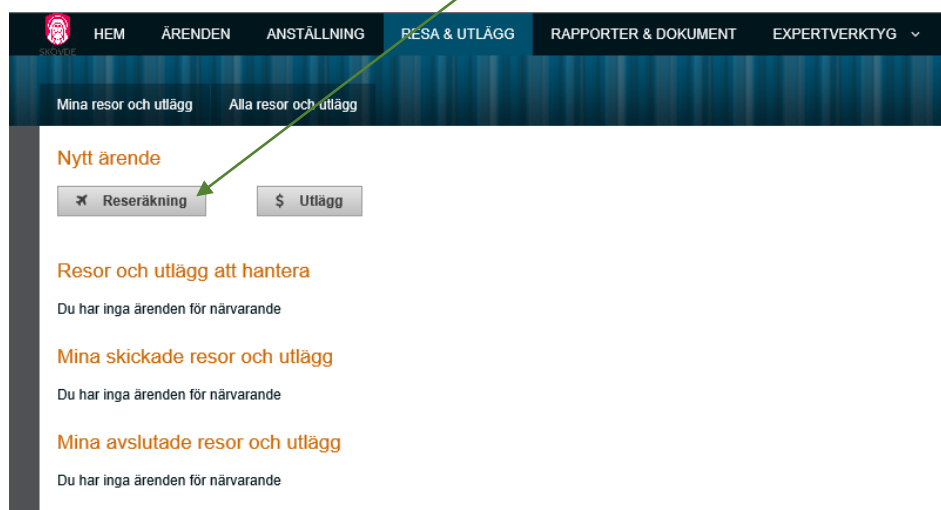 HEM ÄRENDEN ANSTÄLLNING RESA & UTLÄGG RAPPORTER & DOKUMENT EXPERTVERKTYG
SKÖVDE
Mina resor och utlägg Alla resor och utlägg
Nytt ärende
Reseräkning $ Utlägg
Resor och utlägg att hantera
Du har inga ärenden för närvarande
Mina skickade resor och utlägg
Du har inga ärenden för närvarande
Mina avslutade resor och utlägg
Du har inga ärenden för närvarande